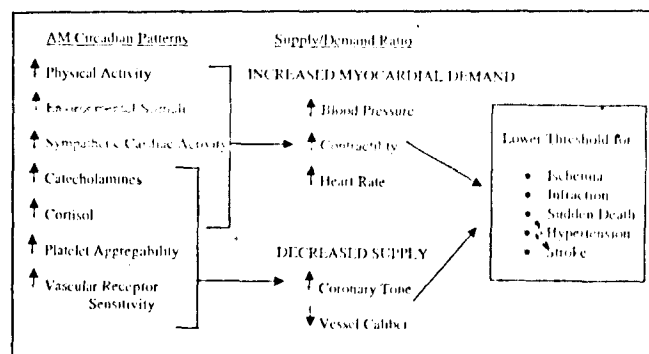 AM Circadian Patterns
Physical Activity
Environmental Stimuli
Sympathetic Cardiac Activity
Catecholamines
Cortisol
Platelet Aggregability
Vascular Receptor
Sensitivity
Supply/Demand Ratio
INCREASED MYOCARDIAL DEMAND
Blood Pressure
Contractility
Heart Rate
DECREASED SUPPLY
Coronary Tone
Vessel Caliber
Lower Threshold for
Ischemia
Infraction
Sudden Death
Hypertension
Stroke